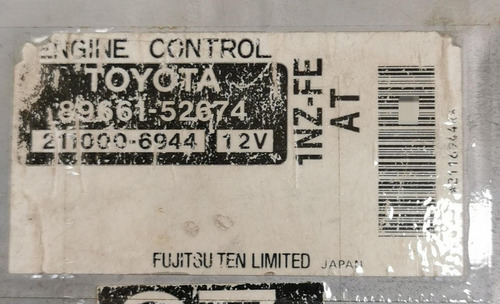 ENGINE CONTROL
TOYOTA
89661-52674
211000-6944 12V
1NZ-FE
AT
FUJITSU TEN LIMITED JAPAN